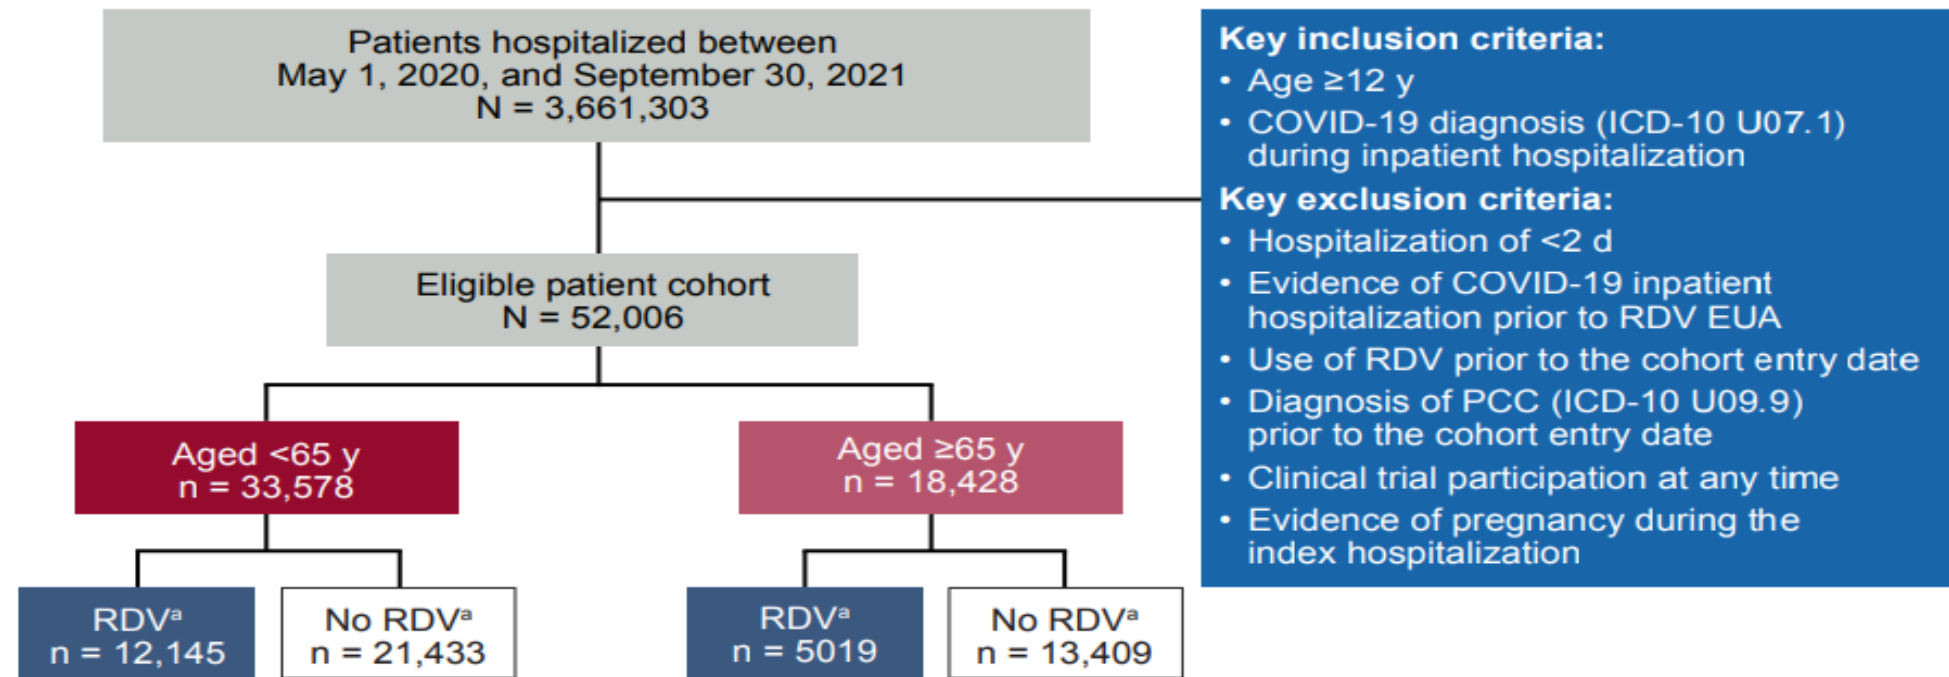 Patients hospitalized between
May 1, 2020, and September 30, 2021
N = 3,661,303
Key inclusion criteria:
• Age ≥12 y
• COVID-19 diagnosis (ICD-10 U07.1)
during inpatient hospitalization
Key exclusion criteria:
• Hospitalization of <2 d
• Evidence of COVID-19 inpatient
hospitalization prior to RDV EUA
• Use of RDV prior to the cohort entry date
• Diagnosis of PCC (ICD-10 U09.9)
prior to the cohort entry date
• Clinical trial participation at any time
• Evidence of pregnancy during the
index hospitalization
Eligible patient cohort
N = 52,006
Aged <65 y
n = 33,578
Aged ≥65 y
n = 18,428
RDVᵃ
n = 12,145
No RDVᵃ
n = 21,433
RDVᵃ
n = 5019
No RDVᵃ
n = 13,409